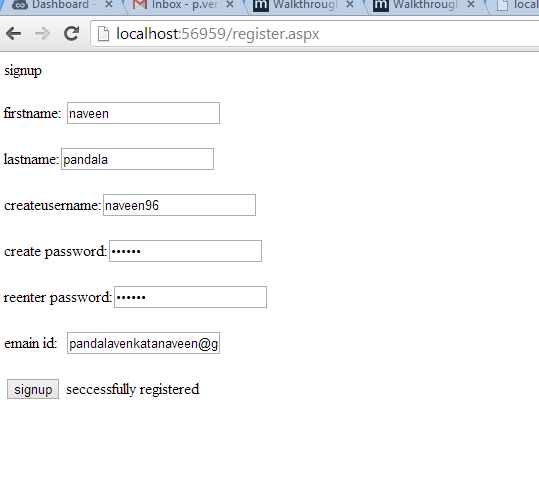 Dashboard -
Inbox - p.ver
Walkthrough
Walkthrough
local
localhost:56959/register.aspx
signup
firstname: naveen
lastname: pandala
createusername: naveen96
create password: ••••••
reenter password: ••••••
emain id: pandalavenkatanaveen@g
signup seccessfully registered